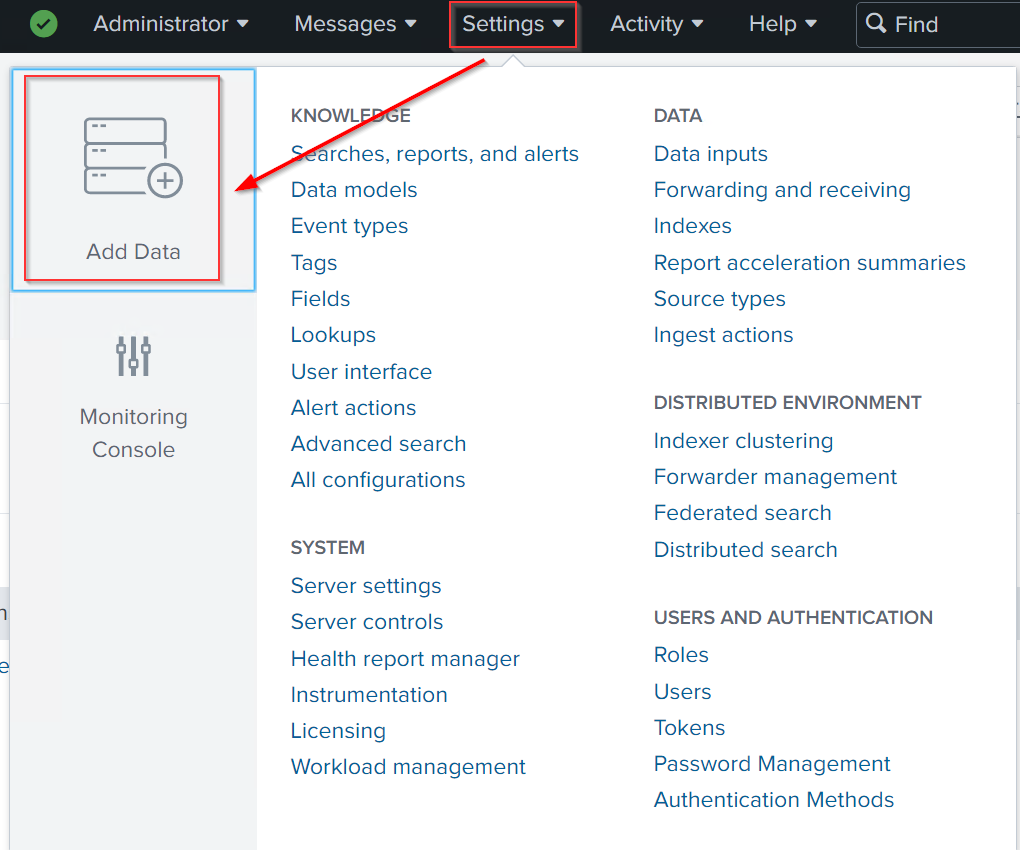 Administrator
Messages
Settings
Activity
Help
Find
Add Data
Monitoring
Console
KNOWLEDGE
Searches, reports, and alerts
Data models
Event types
Tags
Fields
Lookups
User interface
Alert actions
Advanced search
All configurations
SYSTEM
Server settings
Server controls
Health report manager
Instrumentation
Licensing
Workload management
DATA
Data inputs
Forwarding and receiving
Indexes
Report acceleration summaries
Source types
Ingest actions
DISTRIBUTED ENVIRONMENT
Indexer clustering
Forwarder management
Federated search
Distributed search
USERS AND AUTHENTICATION
Roles
Users
Tokens
Password Management
Authentication Methods